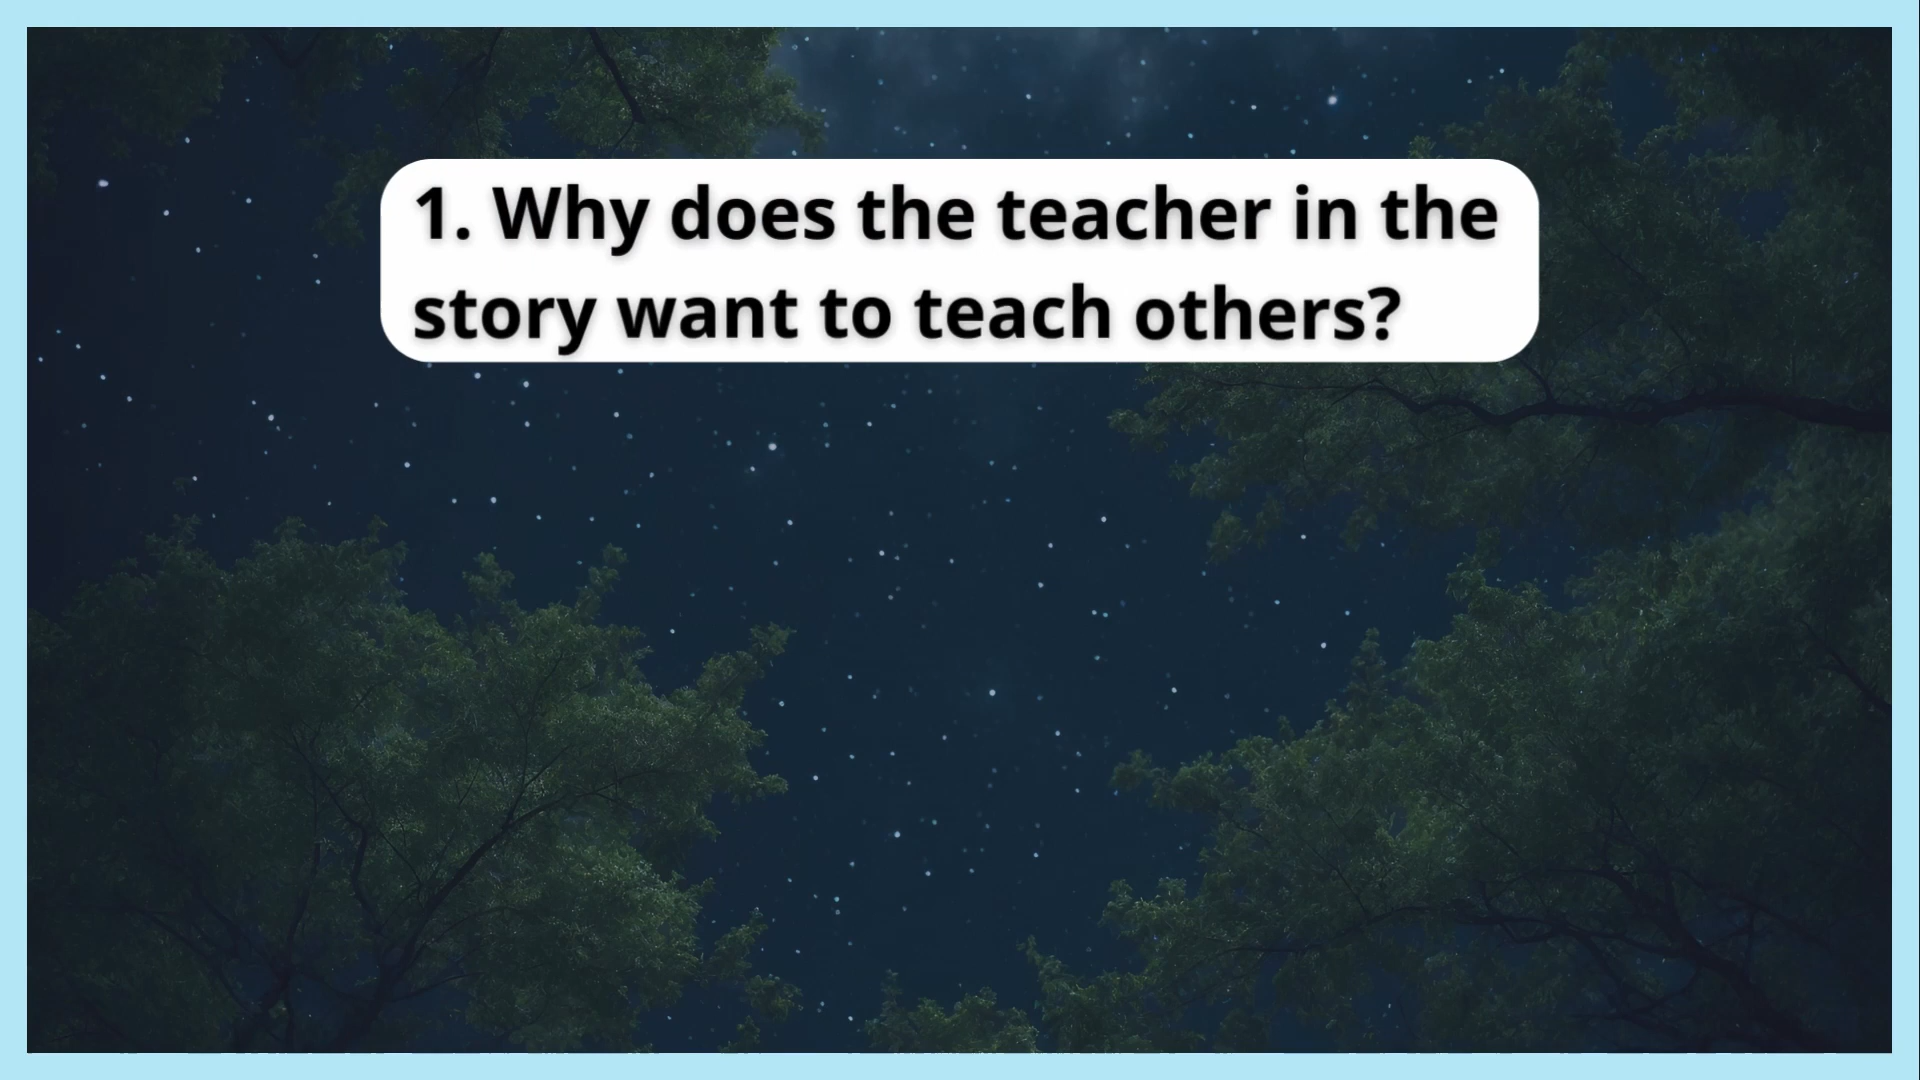 1. Why does the teacher in the
story want to teach others?